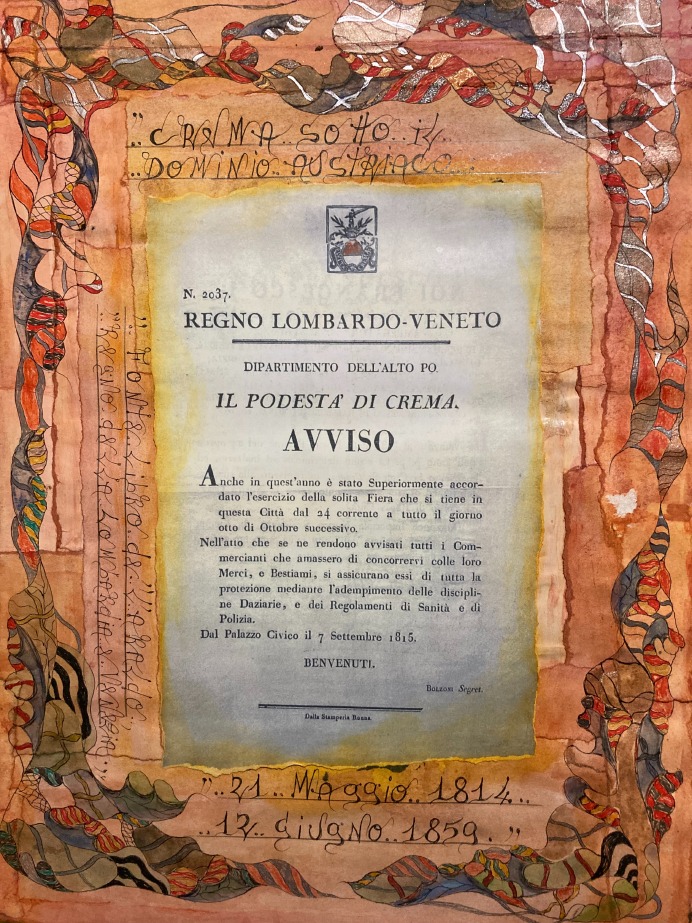 "CREMA SOTTO IL
DOMINIO AUSTRIACO
N. 2037.
REGNO LOMBARDO-VENETO
DIPARTIMENTO DELL'ALTO PO.
IL PODESTA' DI CREMA.
AVVISO
Anche in quest'anno è stato Superiormente accor-
dato l'esercizio della solita Fiera che si tiene in
questa Città dal 24 corrente a tutto il giorno
otto di Ottobre successivo.
Nell'atto che se ne rendono avvisati tutti i Com-
mercianti che amassero di concorrervi colle loro
Merci, e Bestiami, si assicurano essi di tutta la
protezione mediante l'adempimento delle discipli-
ne Daziarie, e dei Regolamenti di Sanità e di
Polizia.
Dal Palazzo Civico il 7 Settembre 1815.
BENVENUTI.
BOLZONI Segret.
Dalla Stamperia Ronna.
"21 MAggio 1814
12 giugNO 1859."
REGNO della LOMBARDIA e VENEZIA"